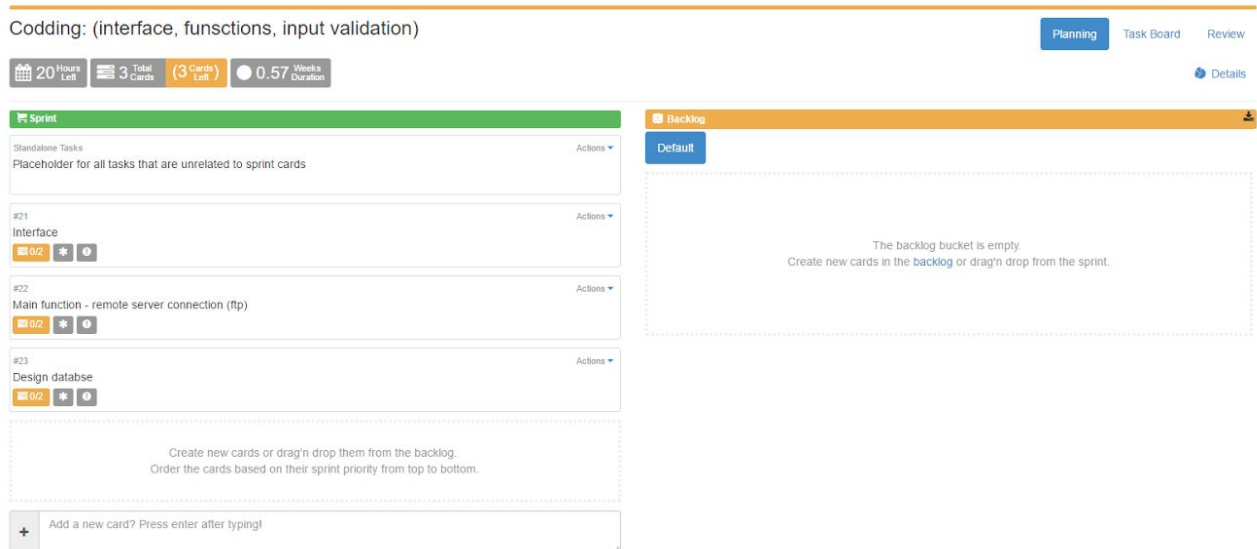 Codding: (interface, funsctions, input validation)
Planning
Task Board
Review
20 Hours Left
3 Total Cards
(3 Cards Left)
0.57 Weeks Duration
Details
Sprint
Standalone Tasks
Actions
Placeholder for all tasks that are unrelated to sprint cards
#21
Actions
Interface
0/2
#22
Actions
Main function - remote server connection (ftp)
0/2
#23
Actions
Design databse
0/2
Create new cards or drag'n drop them from the backlog.
Order the cards based on their sprint priority from top to bottom.
+ Add a new card? Press enter after typing!
Backlog
Default
The backlog bucket is empty.
Create new cards in the backlog or drag'n drop from the sprint.